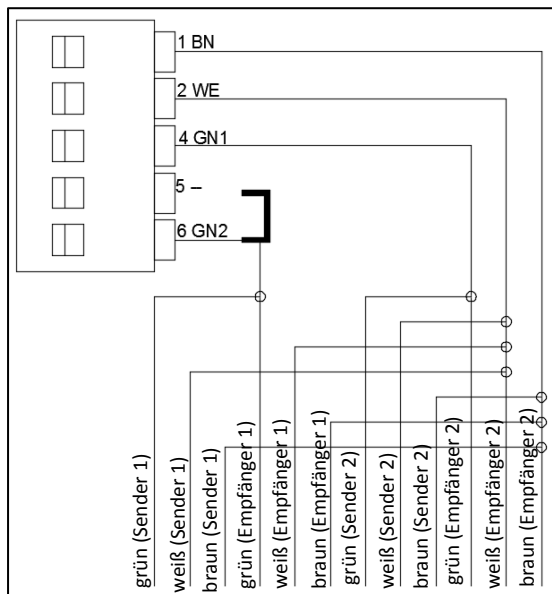 1 BN
2 WE
4 GN1
5 –
6 GN2
grün (Sender 1)
weiß (Sender 1)
braun (Sender 1)
grün (Empfänger 1)
weiß (Empfänger 1)
braun (Empfänger 1)
grün (Sender 2)
weiß (Sender 2)
braun (Sender 2)
grün (Empfänger 2)
weiß (Empfänger 2)
braun (Empfänger 2)